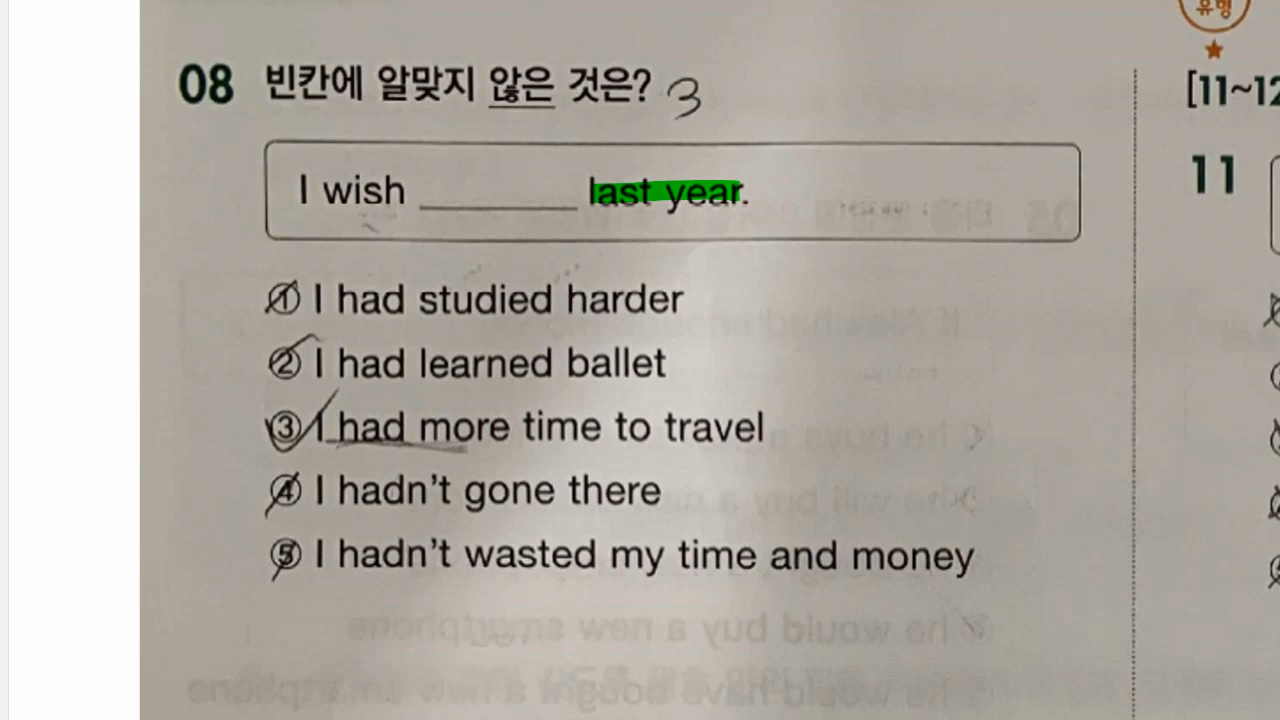 유형
08 빈칸에 알맞지 않은 것은? 3
I wish ________ last year.
① I had studied harder
② I had learned ballet
③ I had more time to travel
④ I hadn't gone there
⑤ I hadn't wasted my time and money
[11~12
11